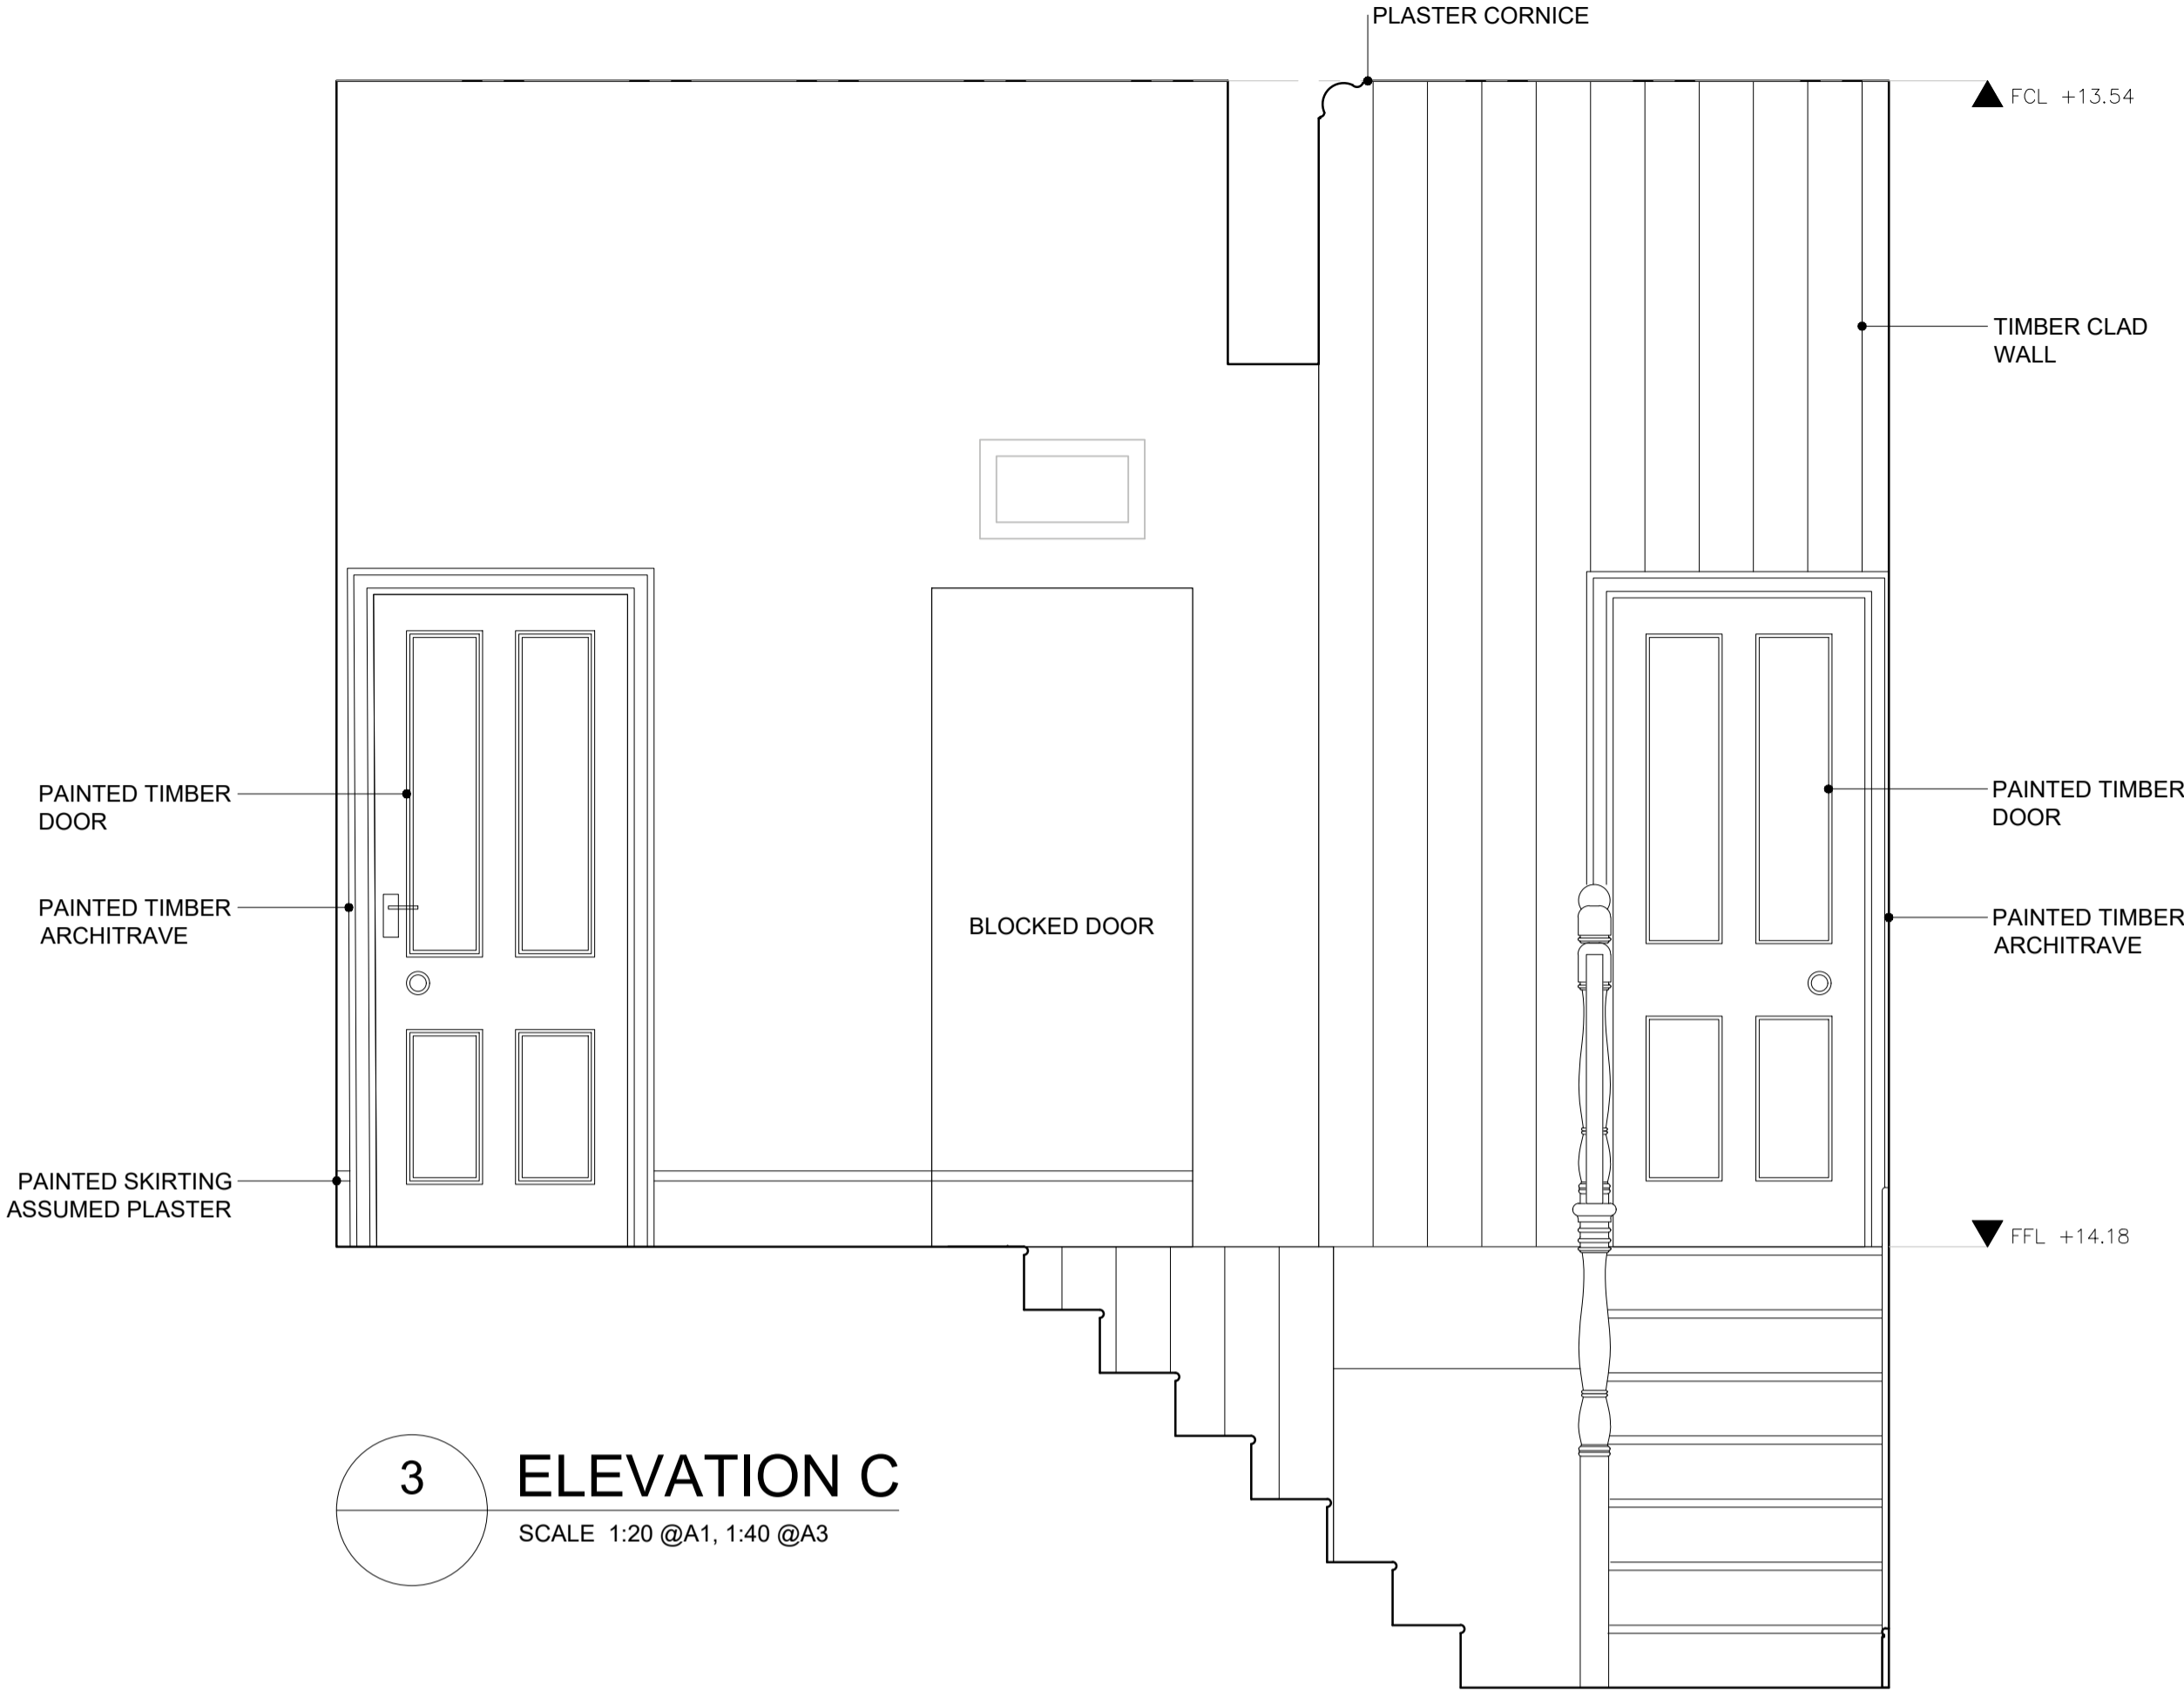 PLASTER CORNICE
FCL +13.54
TIMBER CLAD
WALL
PAINTED TIMBER
DOOR
PAINTED TIMBER
DOOR
PAINTED TIMBER
ARCHITRAVE
BLOCKED DOOR
PAINTED TIMBER
ARCHITRAVE
PAINTED SKIRTING
ASSUMED PLASTER
FFL +14.18
3
ELEVATION C
SCALE 1:20 @A1, 1:40 @A3